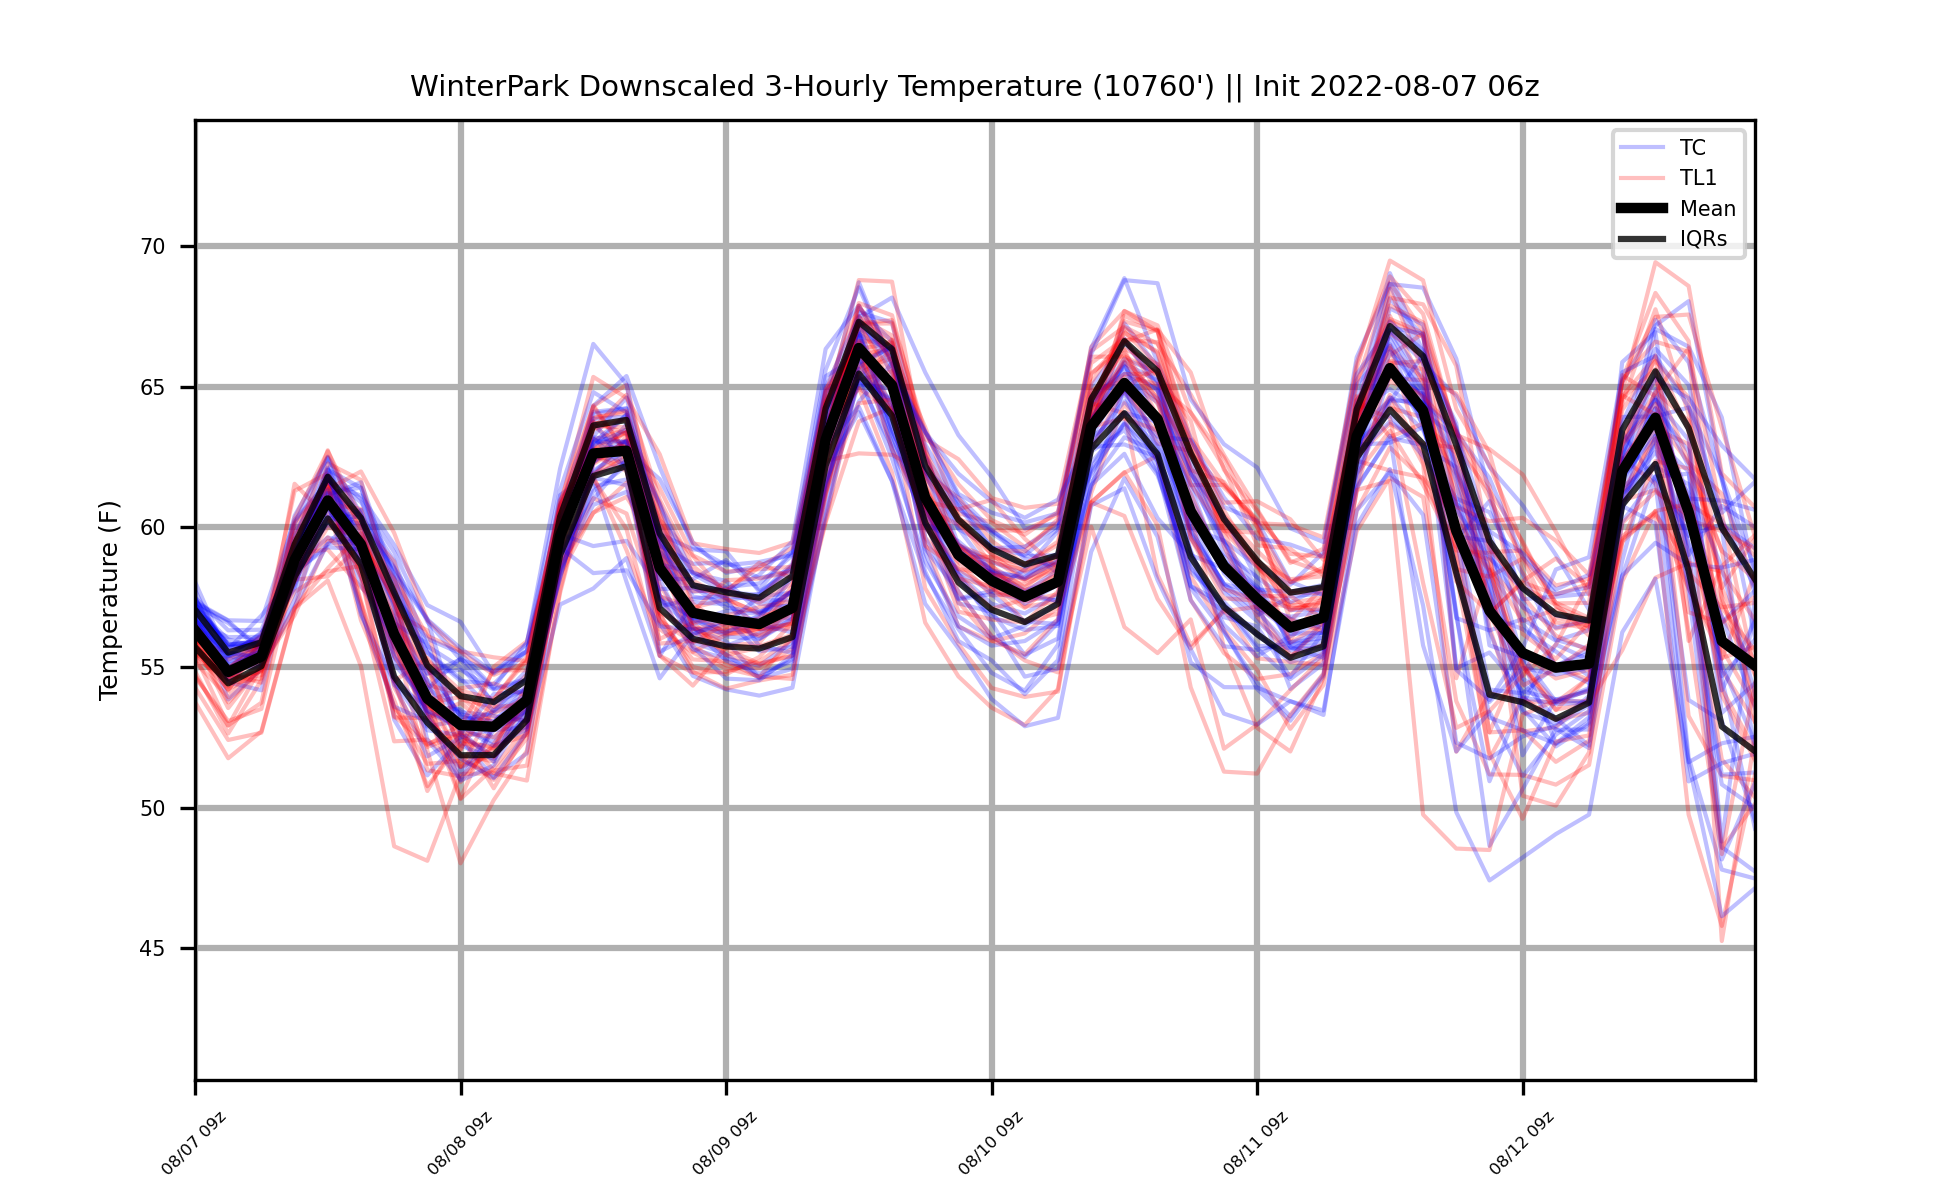 WinterPark Downscaled 3-Hourly Temperature (10760') || Init 2022-08-07 06z
TC
TL1
Mean
IQRs
Temperature (F)
70
65
60
55
50
45
08/07 09z
08/08 09z
08/09 09z
08/10 09z
08/11 09z
08/12 09z